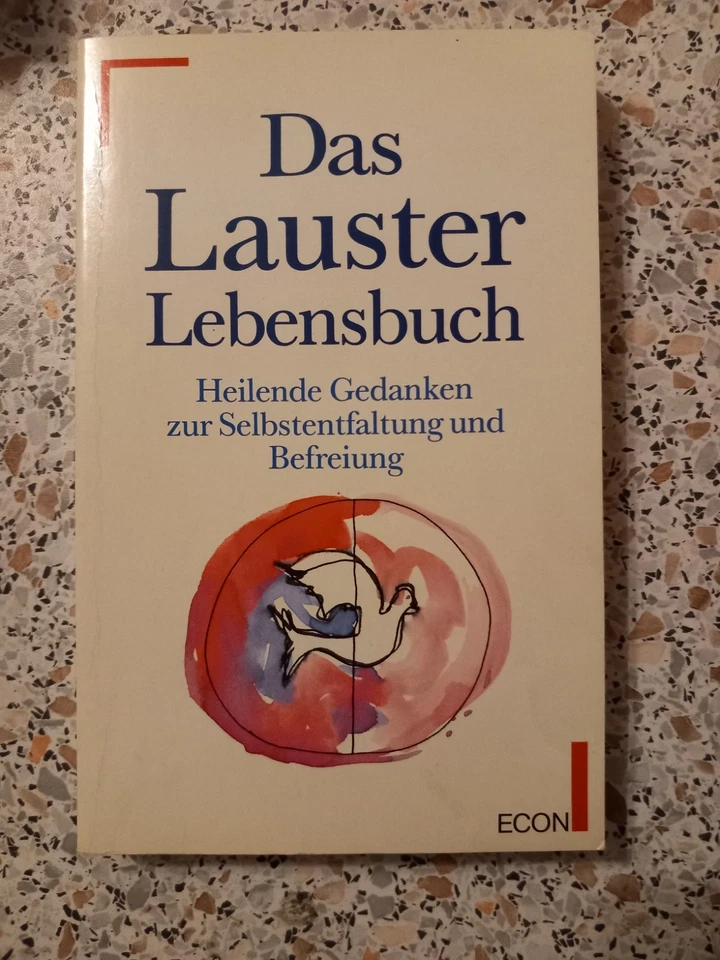 Das
Lauster
Lebensbuch
Heilende Gedanken
zur Selbstentfaltung und
Befreiung
ECON